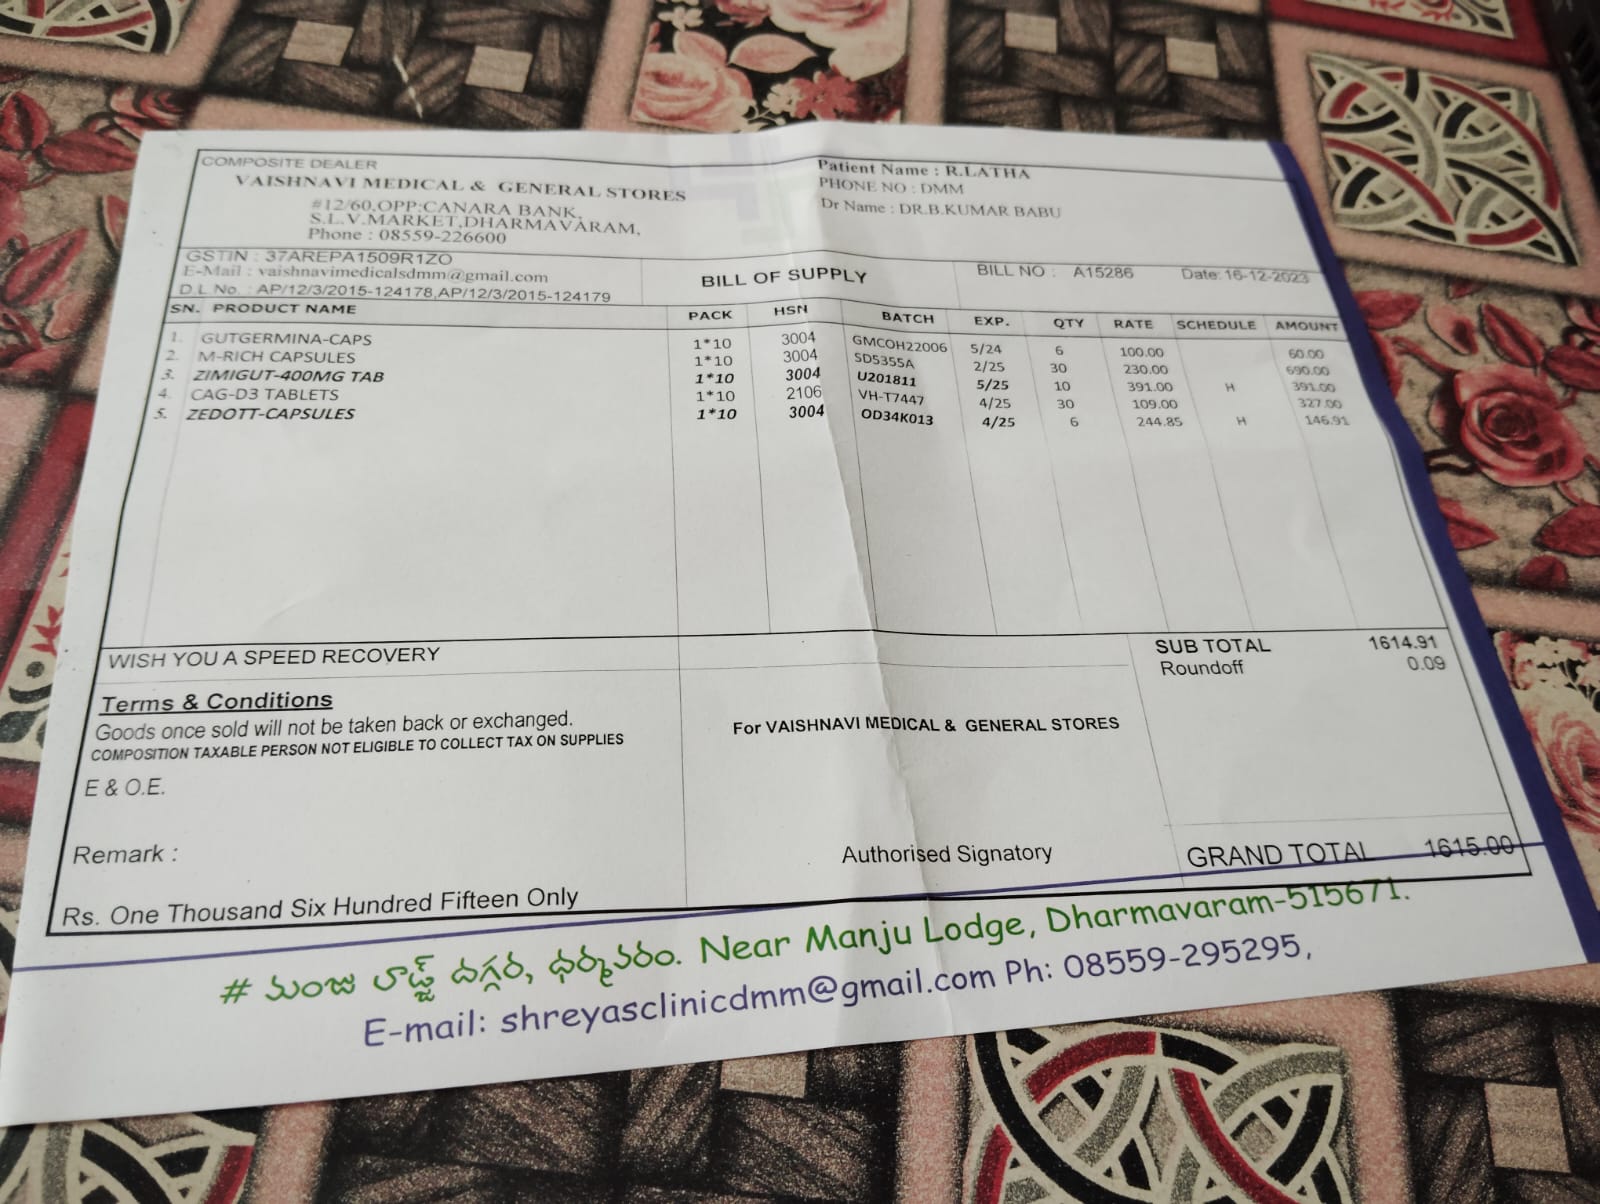 COMPOSITE DEALER
VAISHNAVI MEDICAL & GENERAL STORES
#12/60,OPP:CANARA BANK,
S.L.V.MARKET,DHARMAVARAM,
Phone : 08559-226600
Patient Name : R.LATHA
PHONE NO : DMM
Dr Name : DR.B.KUMAR BABU
GSTIN : 37AREPA1509R1ZO
E-Mail : vaishnavimedicalsdmm@gmail.com
D L No. : AP/12/3/2015-124178,AP/12/3/2015-124179
BILL OF SUPPLY
BILL NO : A15286 Date: 16-12-2023
SN. PRODUCT NAME PACK HSN BATCH EXP. QTY RATE SCHEDULE AMOUNT
1. GUTGERMINA-CAPS 1*10 3004 GMCOH22006 5/24 6 100.00 60.00
2. M-RICH CAPSULES 1*10 3004 SD5355A 2/25 30 230.00 690.00
3. ZIMIGUT-400MG TAB 1*10 3004 U201811 5/25 10 391.00 H 391.00
4. CAG-D3 TABLETS 1*10 2106 VH-T7447 4/25 30 109.00 327.00
5. ZEDOTT-CAPSULES 1*10 3004 OD34K013 4/25 6 244.85 H 146.91
WISH YOU A SPEED RECOVERY
SUB TOTAL 1614.91
Roundoff 0.09
Terms & Conditions
Goods once sold will not be taken back or exchanged.
COMPOSITION TAXABLE PERSON NOT ELIGIBLE TO COLLECT TAX ON SUPPLIES
E & O.E.
For VAISHNAVI MEDICAL & GENERAL STORES
Remark :
Authorised Signatory
GRAND TOTAL 1615.00
Rs. One Thousand Six Hundred Fifteen Only
# మంజు లాడ్జ్ దగ్గర, ధర్మవరం. Near Manju Lodge, Dharmavaram-515671.
E-mail: shreyasclinicdmm@gmail.com Ph: 08559-295295,